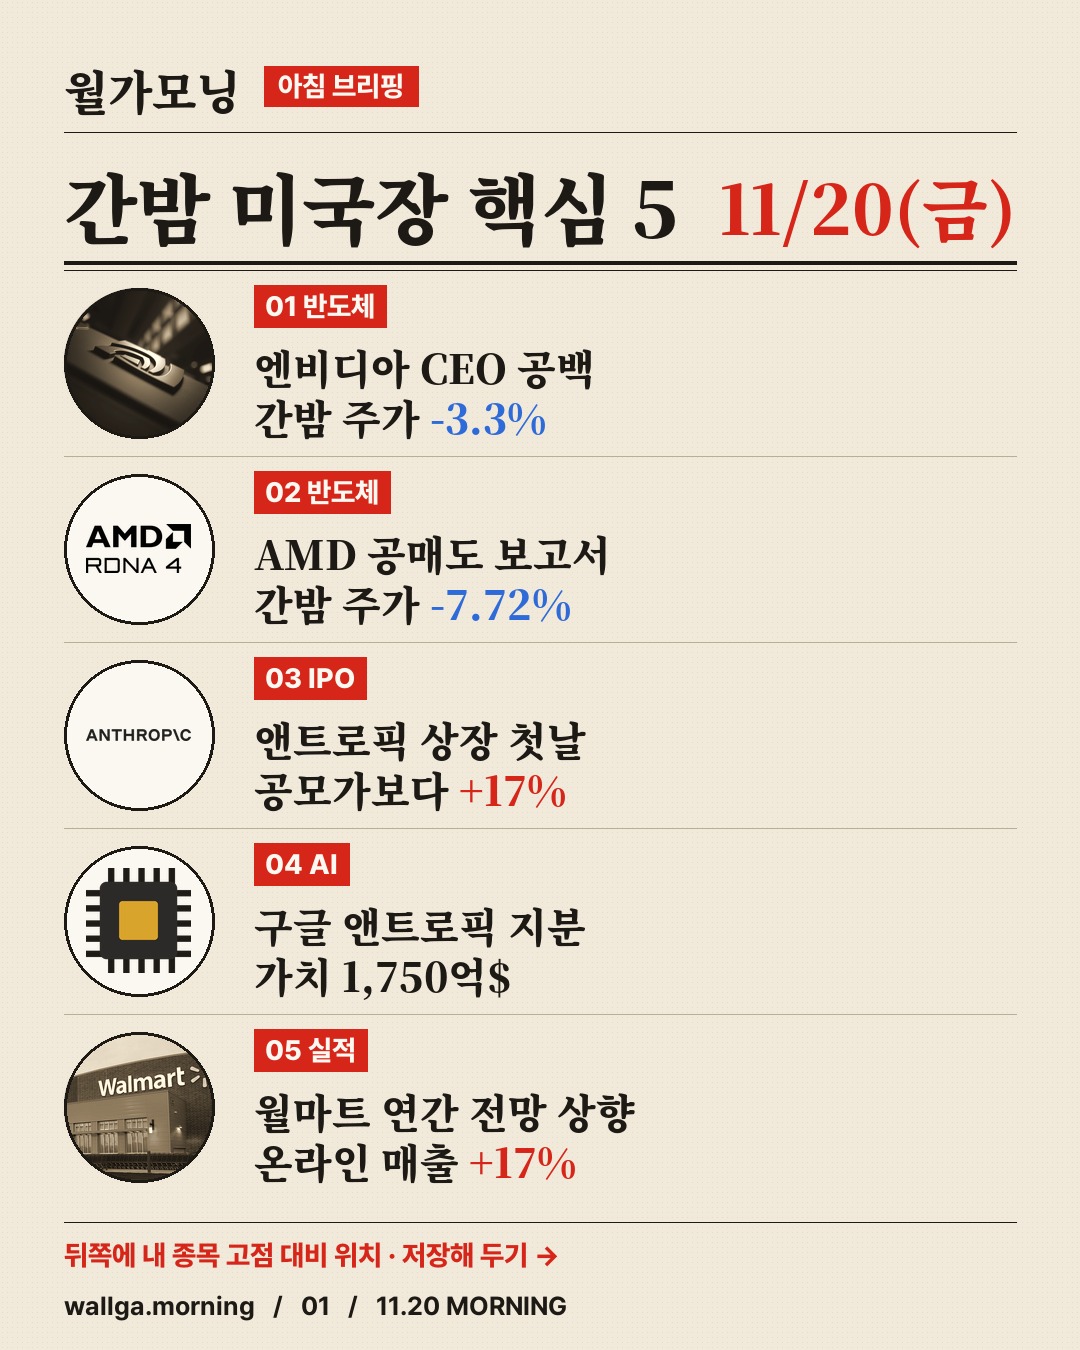 월가모닝 아침 브리핑
간밤 미국장 핵심 5 11/20(금)
01 반도체
엔비디아 CEO 공백
간밤 주가 -3.3%
AMD
RDNA 4
02 반도체
AMD 공매도 보고서
간밤 주가 -7.72%
ANTHROP\C
03 IPO
앤트로픽 상장 첫날
공모가보다 +17%
04 AI
구글 앤트로픽 지분
가치 1,750억$
Walmart
05 실적
월마트 연간 전망 상향
온라인 매출 +17%
뒤쪽에 내 종목 고점 대비 위치 · 저장해 두기 →
wallga.morning / 01 / 11.20 MORNING